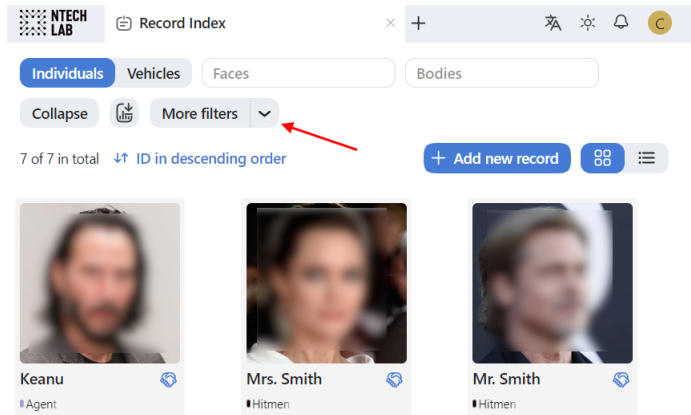 NTECH
LAB
Record Index
C
Individuals
Vehicles
Faces
Bodies
Collapse
More filters
7 of 7 in total
ID in descending order
+ Add new record
Keanu
Mrs. Smith
Mr. Smith
Agent
Hitmen
Hitmen